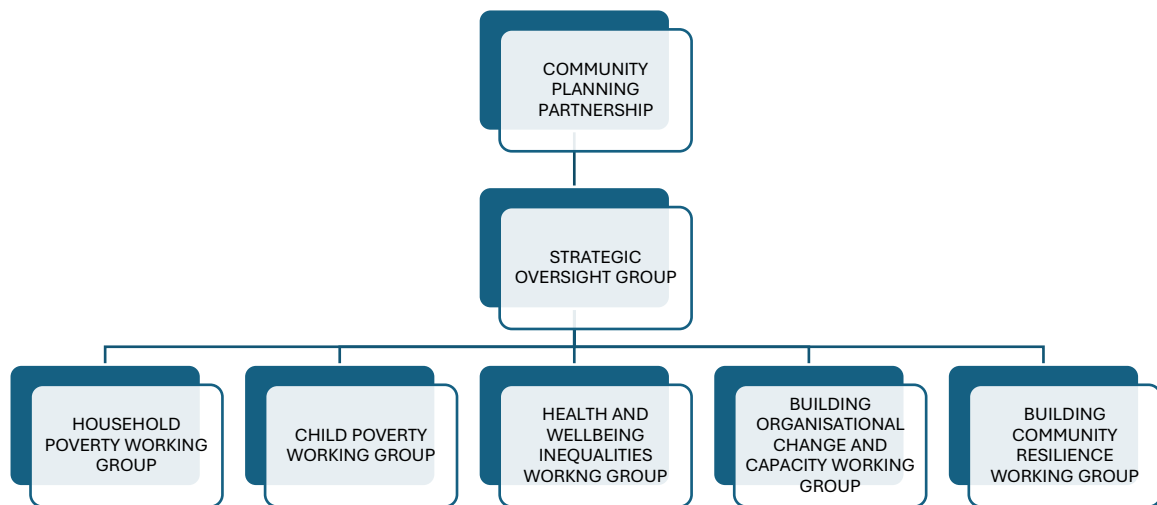 COMMUNITY
PLANNING
PARTNERSHIP
STRATEGIC
OVERSIGHT GROUP
HOUSEHOLD
POVERTY WORKING
GROUP
CHILD POVERTY
WORKING GROUP
HEALTH AND
WELLBEING
INEQUALITIES
WORKNG GROUP
BUILDING
ORGANISATIONAL
CHANGE AND
CAPACITY WORKING
GROUP
BUILDING
COMMUNITY
RESILIENCE
WORKING GROUP